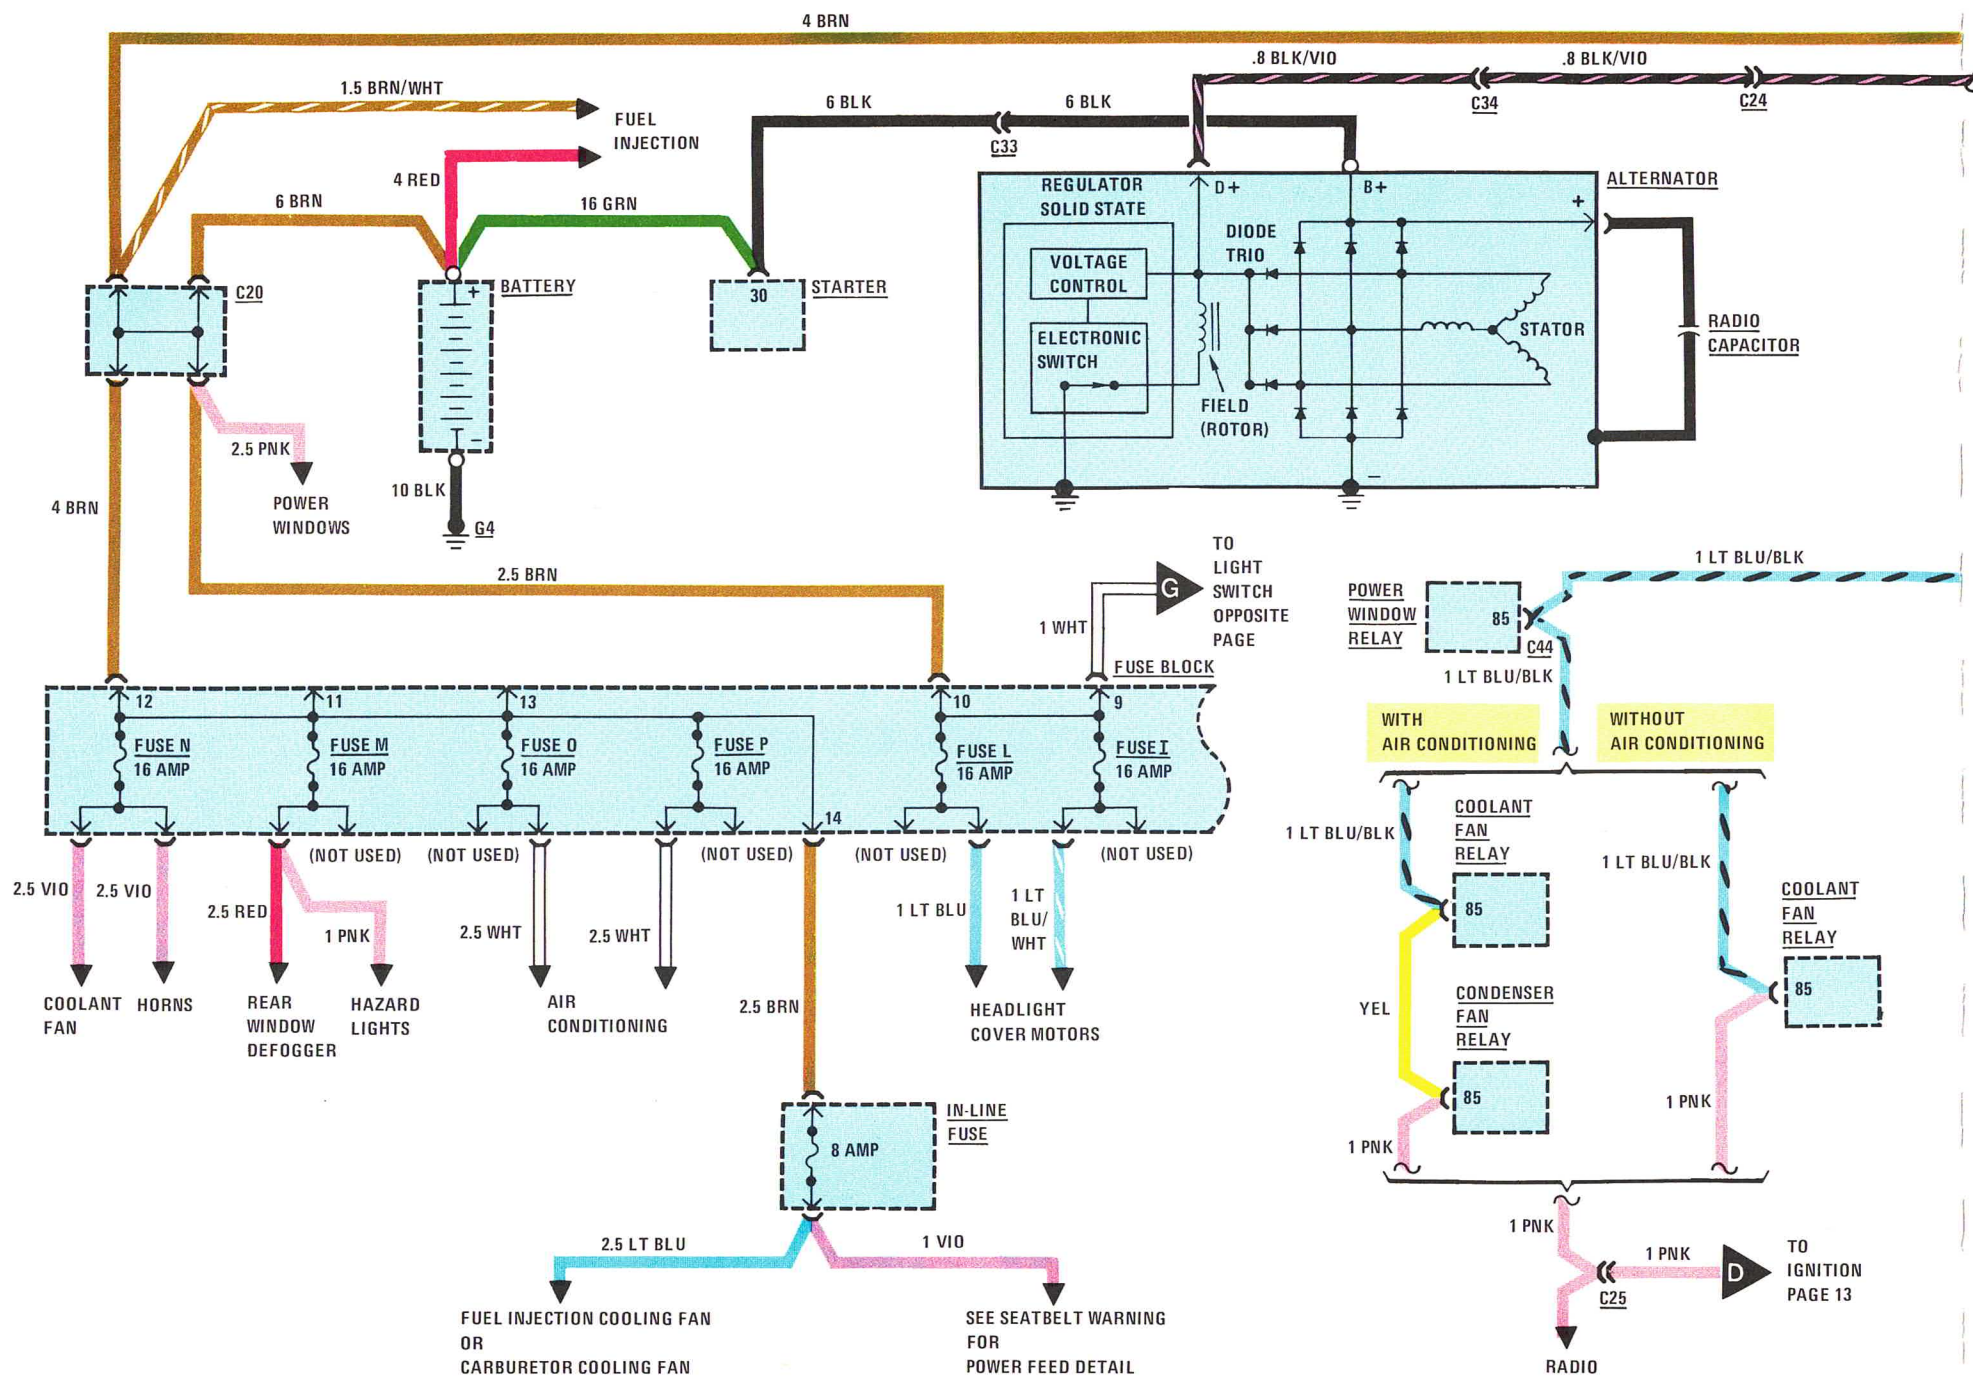 4 BRN
.8 BLK/VIO
.8 BLK/VIO
1.5 BRN/WHT
6 BLK
6 BLK
C34
C24
FUEL
INJECTION
C33
4 RED
6 BRN
16 GRN
ALTERNATOR
REGULATOR
SOLID STATE
D+
B+
+
DIODE
TRIO
VOLTAGE
CONTROL
C20
+
BATTERY
30
STARTER
ELECTRONIC
SWITCH
STATOR
RADIO
CAPACITOR
FIELD
(ROTOR)
2.5 PNK
–
–
POWER
WINDOWS
4 BRN
10 BLK
G4
TO
LIGHT
SWITCH
OPPOSITE
PAGE
G
1 WHT
2.5 BRN
1 LT BLU/BLK
POWER
WINDOW
RELAY
85
C44
1 LT BLU/BLK
FUSE BLOCK
12
11
13
10
9
FUSE N
16 AMP
FUSE M
16 AMP
FUSE O
16 AMP
FUSE P
16 AMP
FUSE L
16 AMP
FUSE I
16 AMP
14
WITH
AIR CONDITIONING
WITHOUT
AIR CONDITIONING
(NOT USED)
(NOT USED)
(NOT USED)
(NOT USED)
(NOT USED)
2.5 VIO
2.5 VIO
2.5 RED
1 PNK
2.5 WHT
2.5 WHT
1 LT BLU
1 LT
BLU/
WHT
COOLANT
FAN
HORNS
REAR
WINDOW
DEFOGGER
HAZARD
LIGHTS
AIR
CONDITIONING
2.5 BRN
HEADLIGHT
COVER MOTORS
1 LT BLU/BLK
COOLANT
FAN
RELAY
85
1 LT BLU/BLK
COOLANT
FAN
RELAY
85
YEL
CONDENSER
FAN
RELAY
85
1 PNK
1 PNK
IN-LINE
FUSE
8 AMP
2.5 LT BLU
1 VIO
FUEL INJECTION COOLING FAN
OR
CARBURETOR COOLING FAN
SEE SEATBELT WARNING
FOR
POWER FEED DETAIL
1 PNK
1 PNK
C25
D
TO
IGNITION
PAGE 13
RADIO